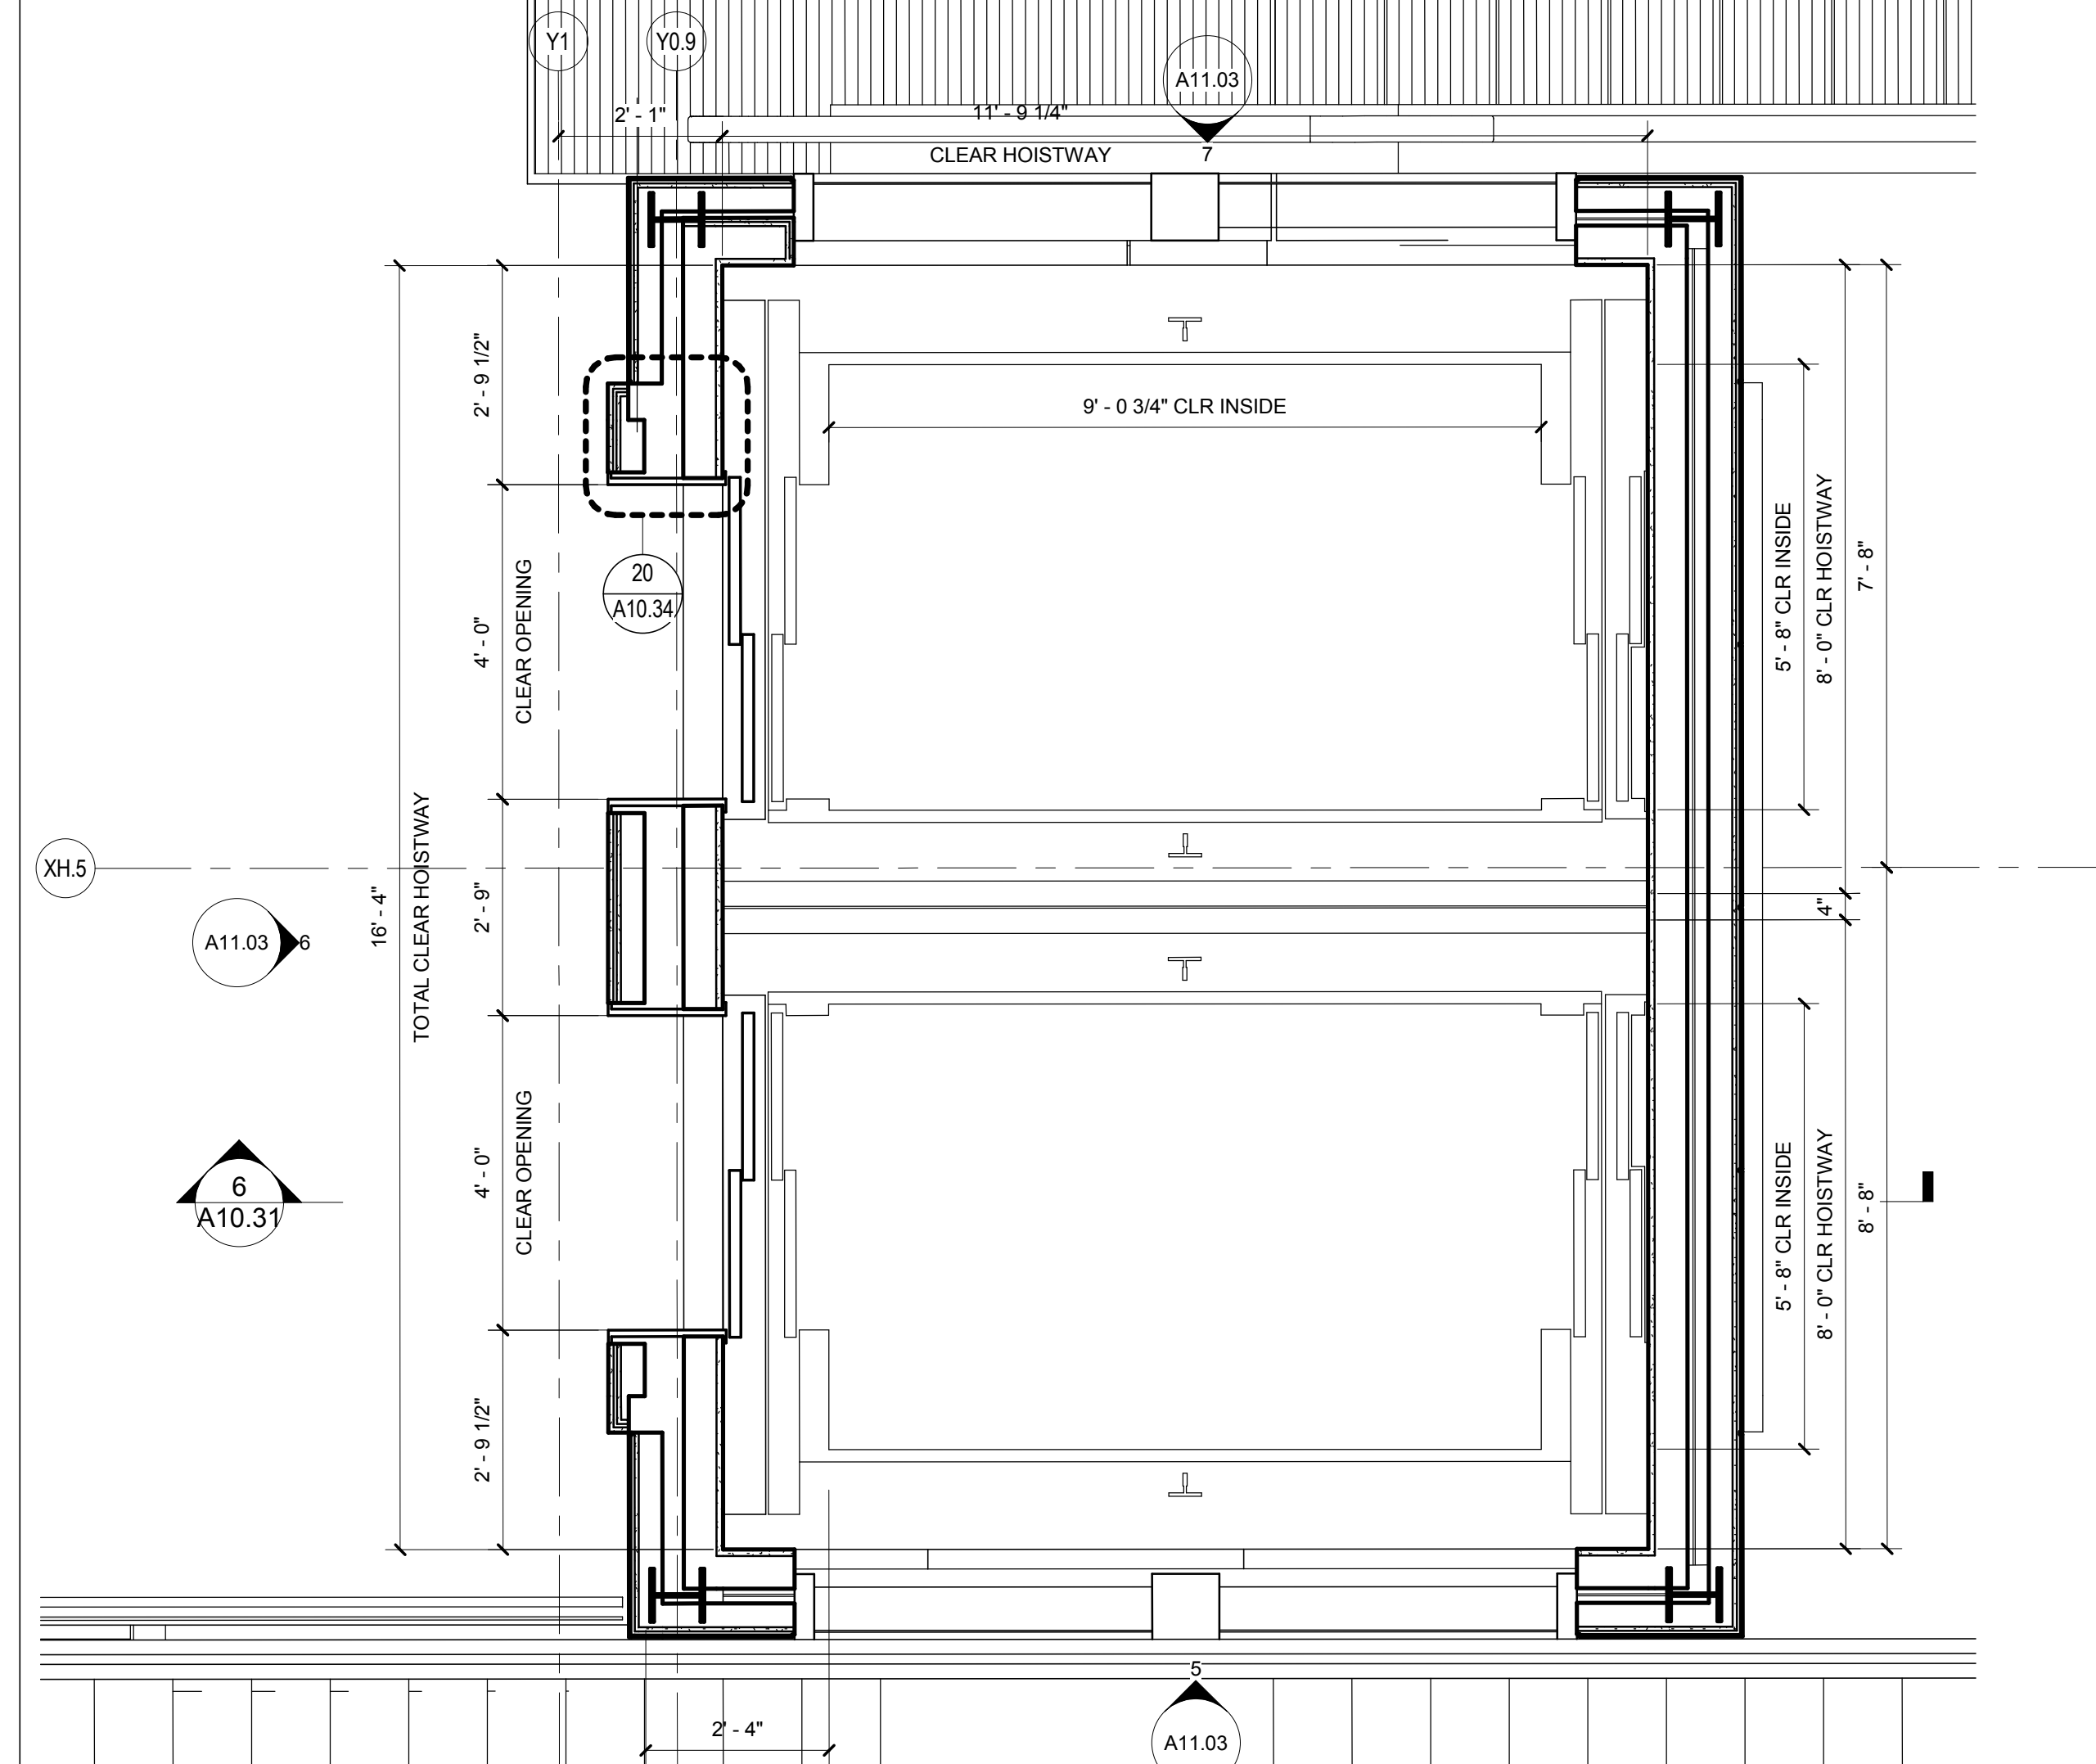 Y1
Y0.9
A11.03
2' - 1"
11' - 9 1/4"
CLEAR HOISTWAY
7
2' - 9 1/2"
9' - 0 3/4" CLR INSIDE
20
A10.34
4' - 0"
CLEAR OPENING
5' - 8" CLR INSIDE
8' - 0" CLR HOISTWAY
7' - 8"
XH.5
A11.03
6
16' - 4"
TOTAL CLEAR HOISTWAY
2' - 9"
4"
6
A10.31
4' - 0"
CLEAR OPENING
5' - 8" CLR INSIDE
8' - 0" CLR HOISTWAY
8' - 8"
2' - 9 1/2"
5
A11.03
2' - 4"